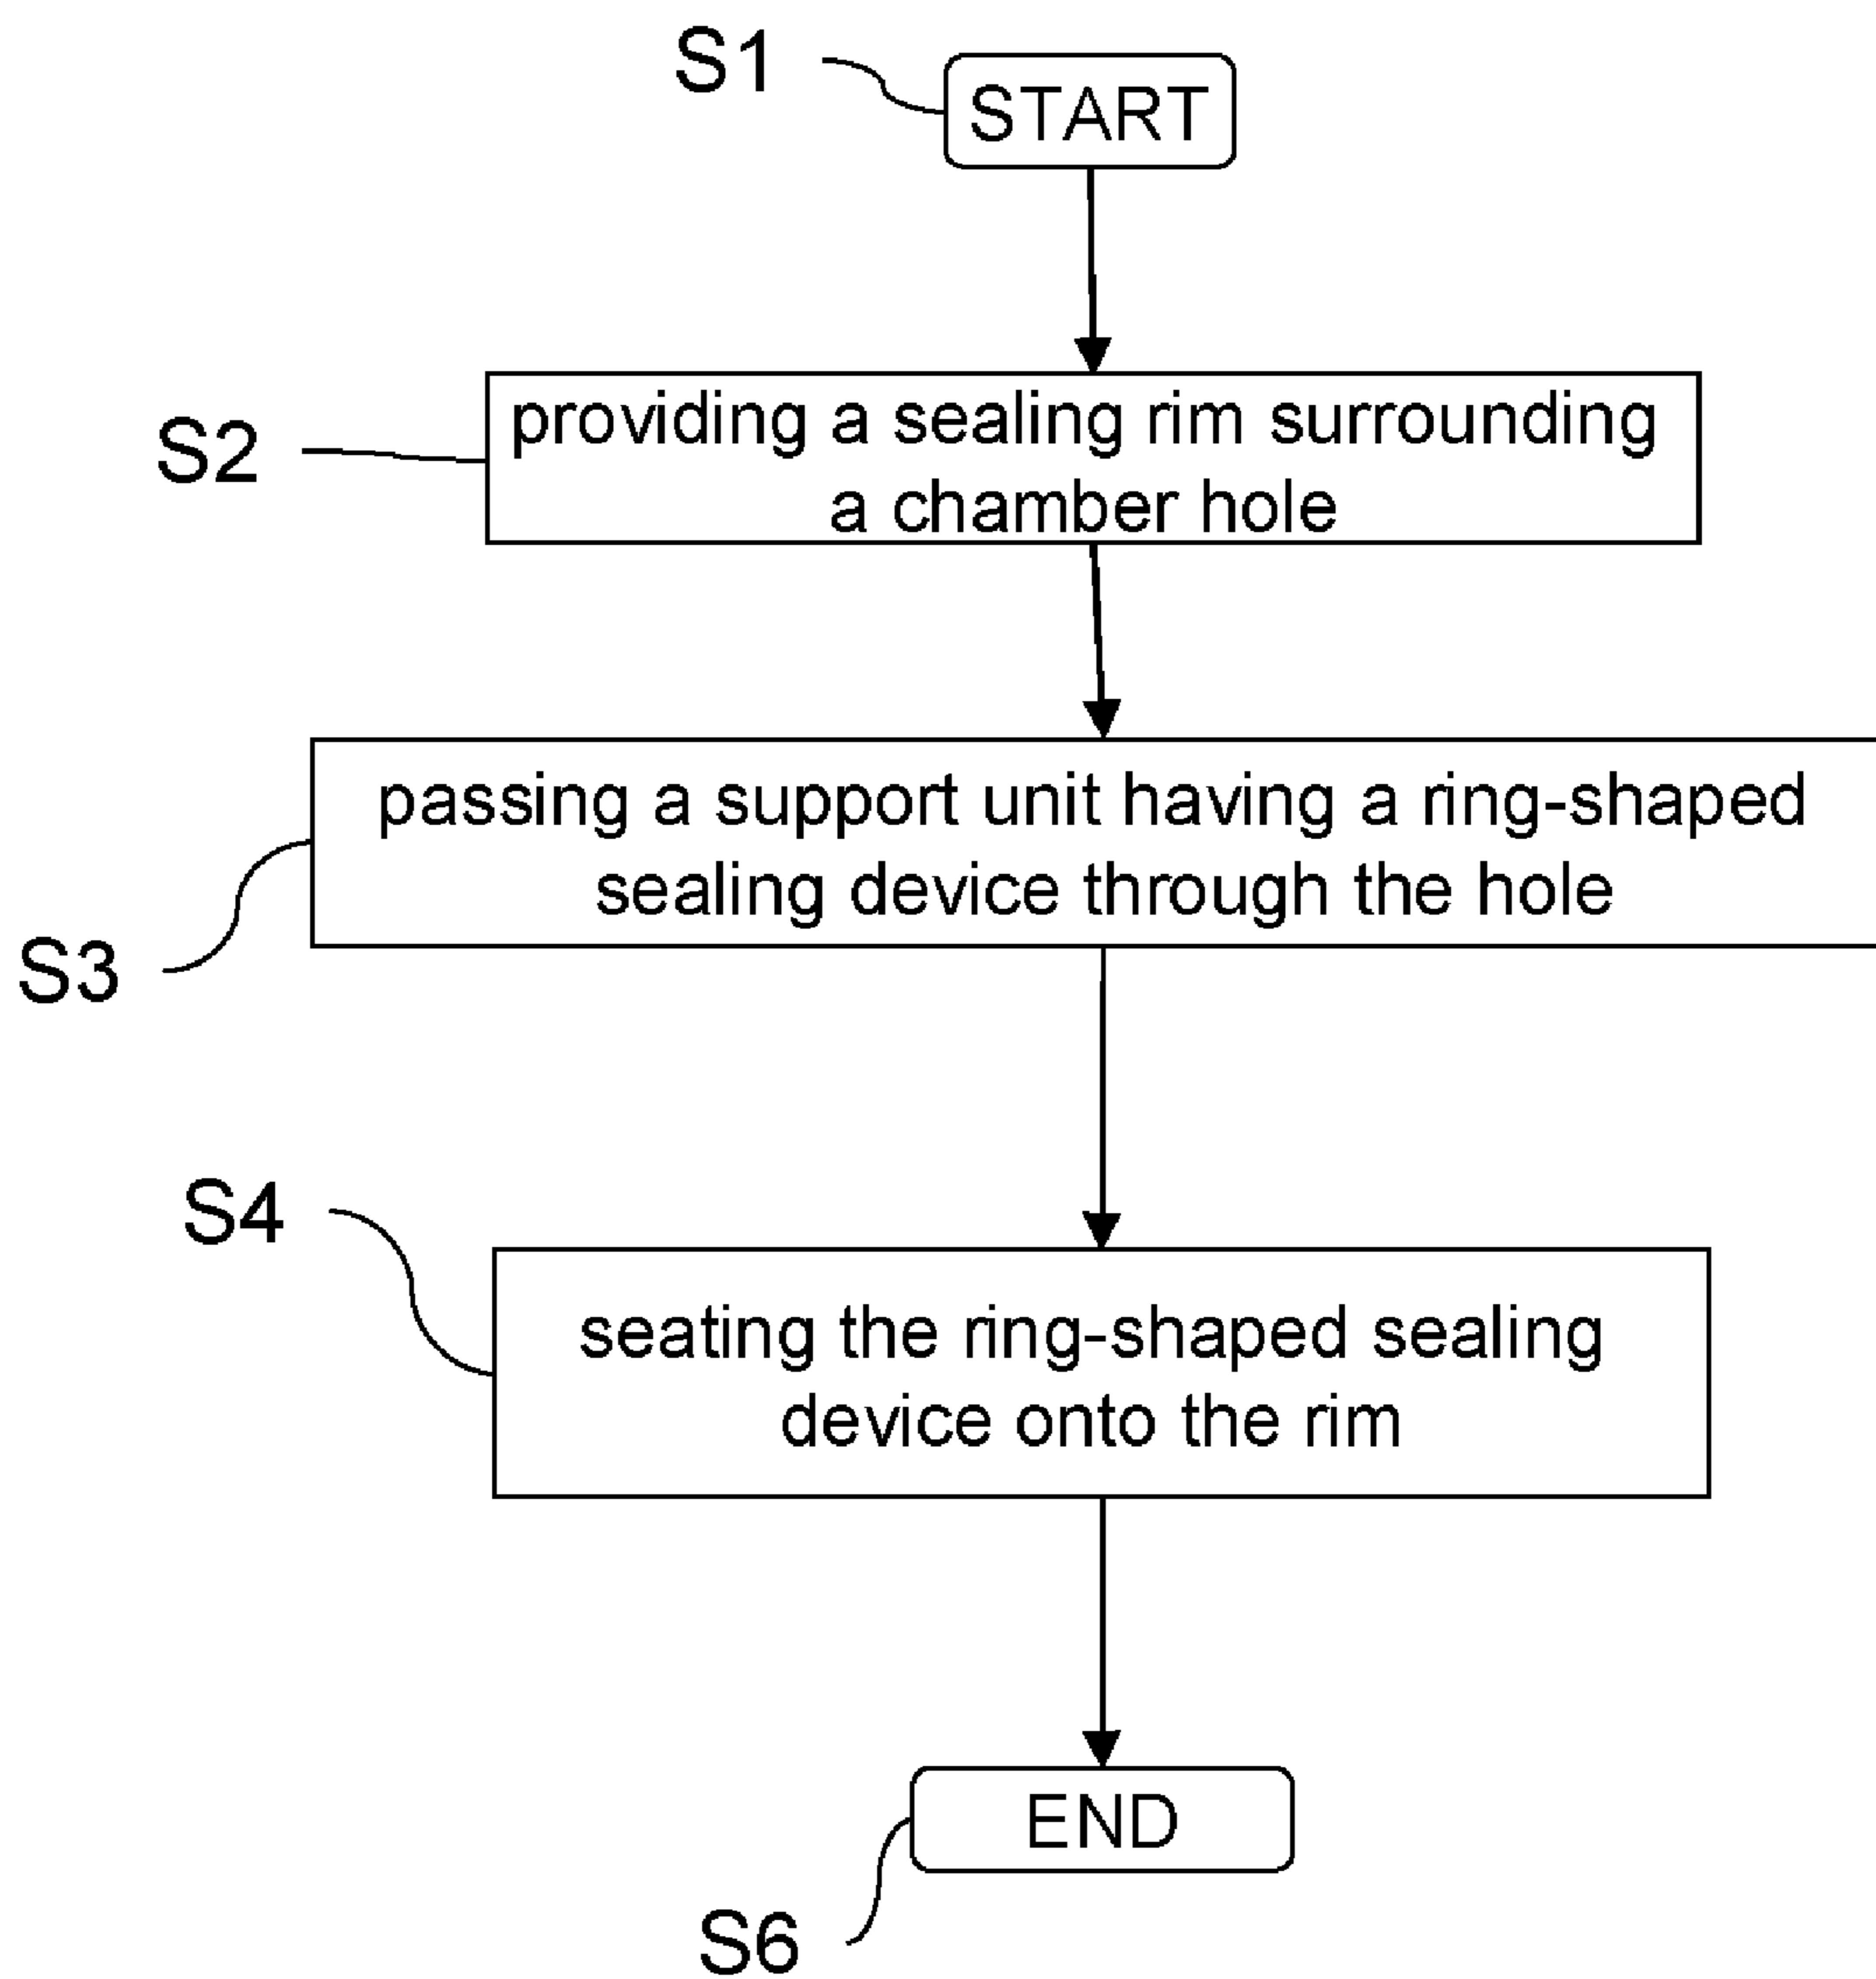 S1
START
S2
providing a sealing rim surrounding
a chamber hole
passing a support unit having a ring-shaped
sealing device through the hole
S3
S4
seating the ring-shaped sealing
device onto the rim
END
S6